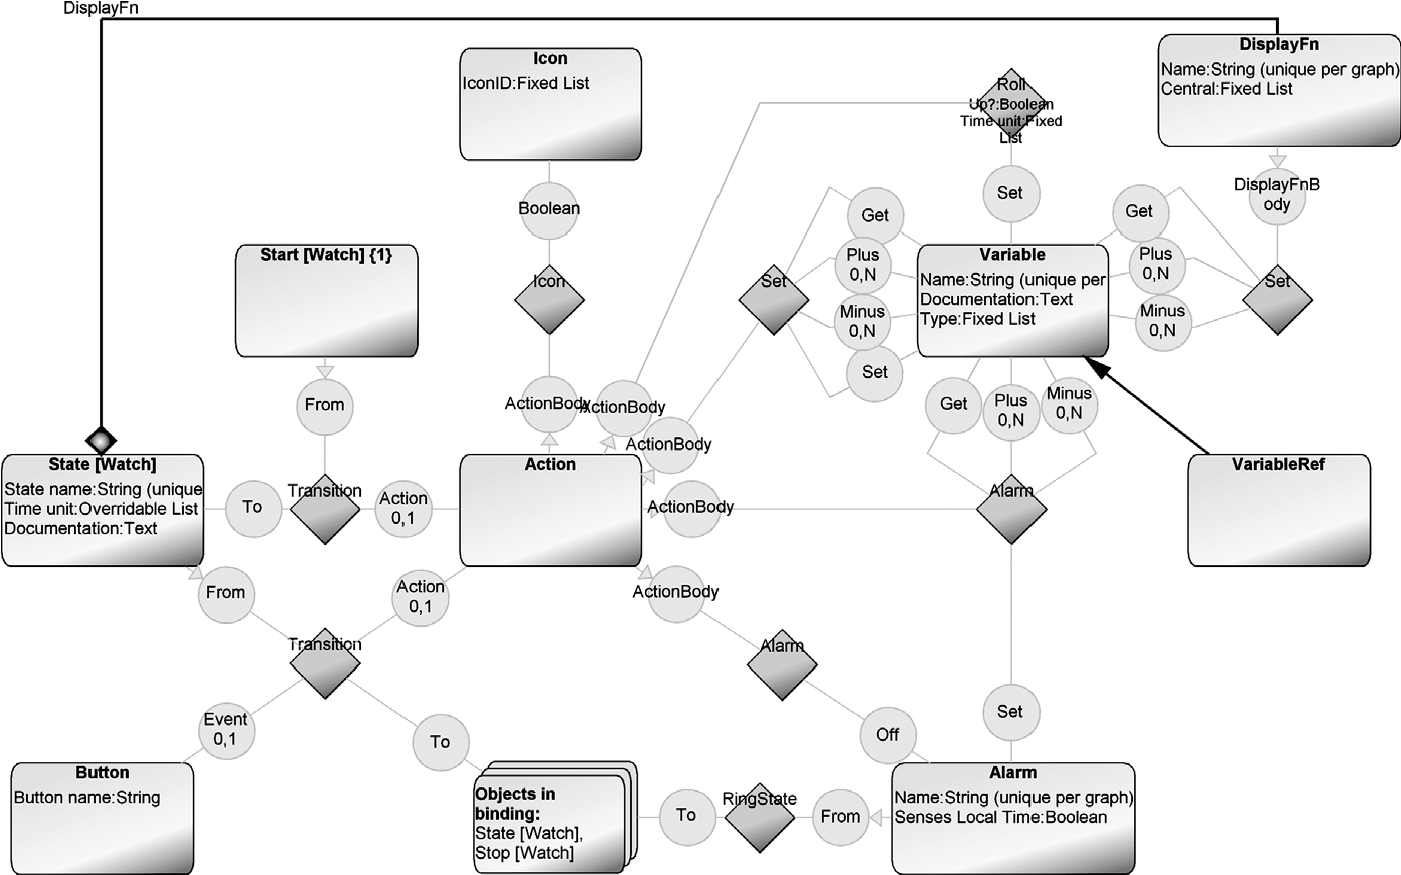 DisplayFn
Icon
IconID:Fixed List
Roll
Up?:Boolean
Time unit:Fixed
List
DisplayFn
Name:String (unique per graph)
Central:Fixed List
Boolean
Set
DisplayFnB
ody
Start [Watch] {1}
Icon
Set
Get
Plus
0,N
Minus
0,N
Set
Variable
Name:String (unique per
Documentation:Text
Type:Fixed List
Get
Plus
0,N
Minus
0,N
Set
From
ActionBody
ActionBody
ActionBody
Get
Plus
0,N
Minus
0,N
State [Watch]
State name:String (unique
Time unit:Overridable List
Documentation:Text
To
Transition
Action
0,1
Action
ActionBody
Alarm
VariableRef
From
Action
0,1
ActionBody
Transition
Alarm
Event
0,1
To
Off
Set
Button
Button name:String
Objects in
binding:
State [Watch],
Stop [Watch]
To
RingState
From
Alarm
Name:String (unique per graph)
Senses Local Time:Boolean